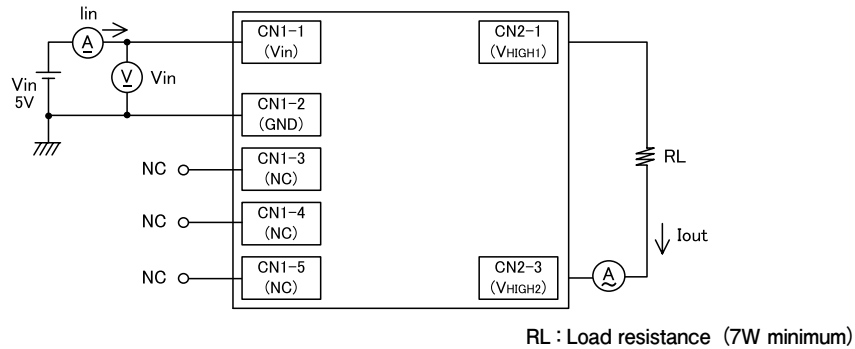 Iin
A
V
Vin
Vin
5V
CN1-1
(Vin)
CN1-2
(GND)
NC
CN1-3
(NC)
NC
CN1-4
(NC)
NC
CN1-5
(NC)
CN2-1
(VHIGH1)
RL
Iout
CN2-3
(VHIGH2)
A
RL : Load resistance (7W minimum)